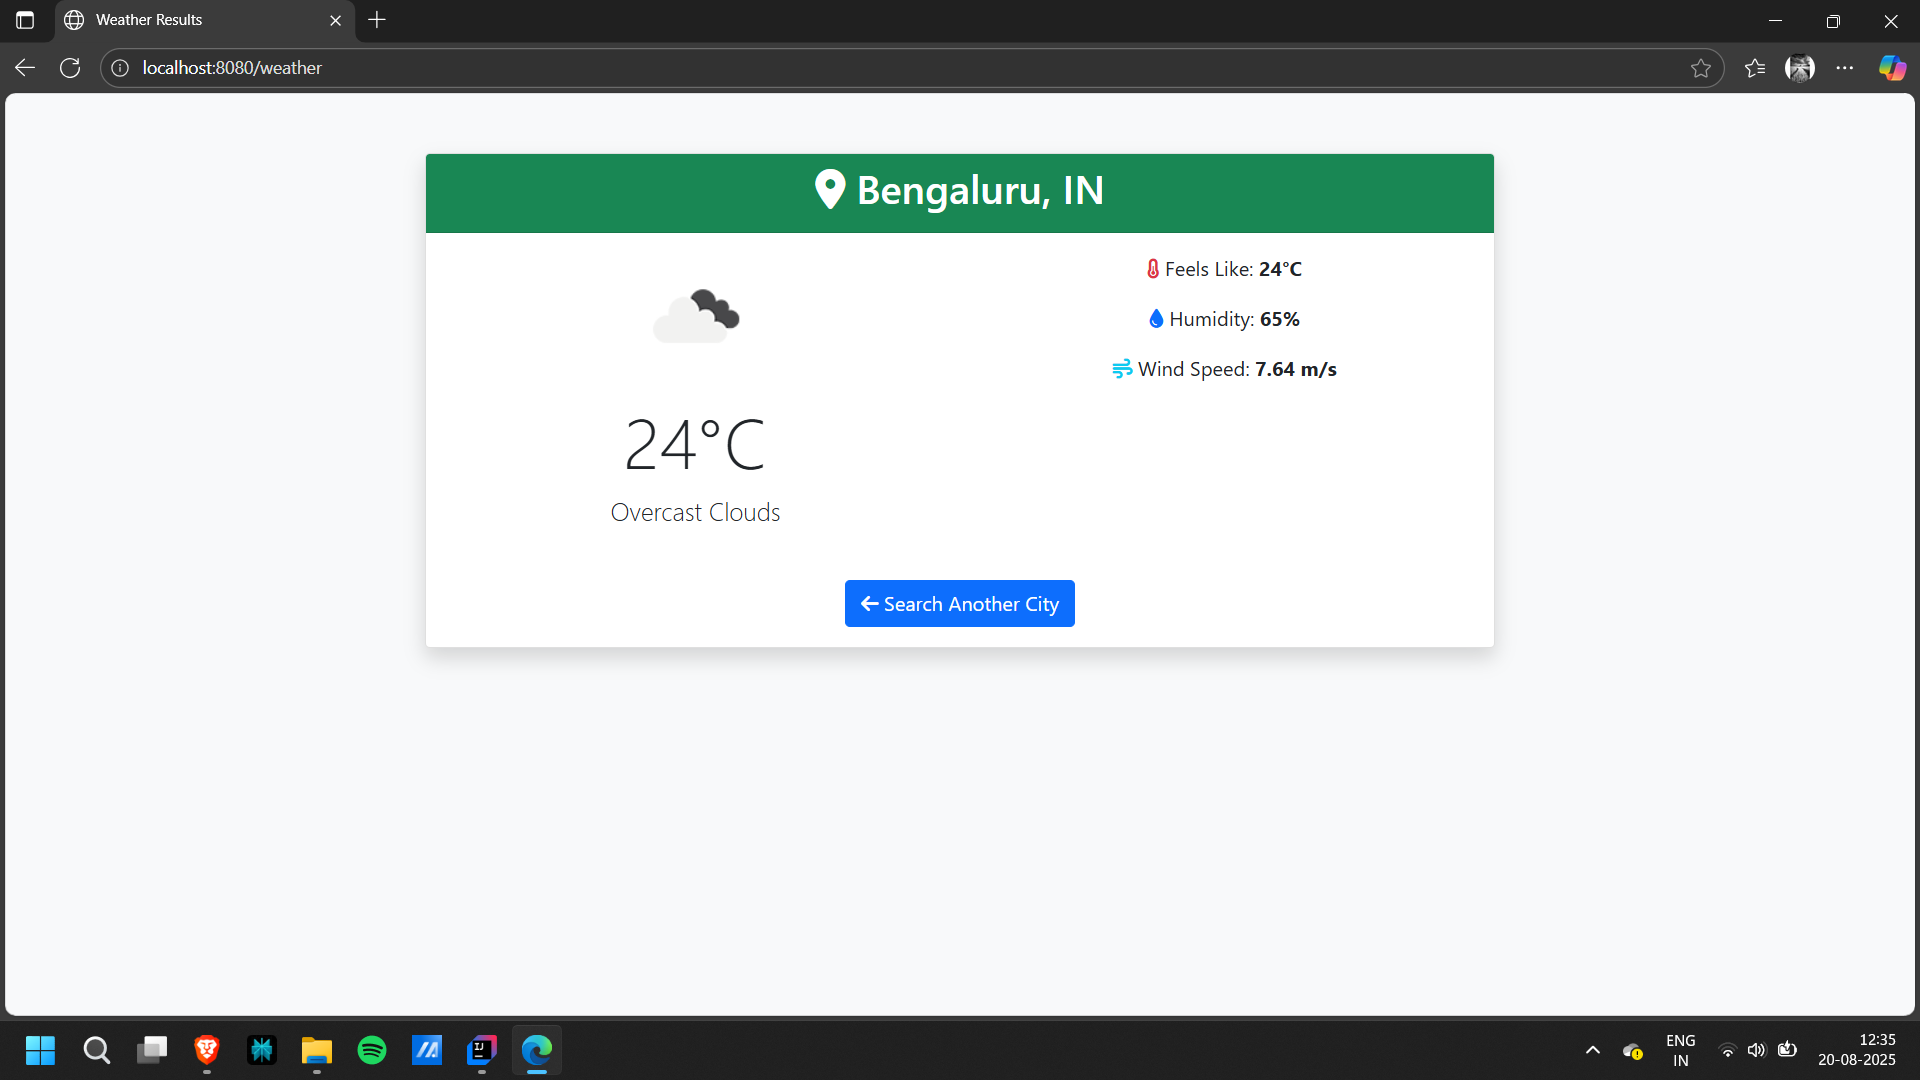 Weather Results
localhost:8080/weather
Bengaluru, IN
24°C
Overcast Clouds
Feels Like: 24°C
Humidity: 65%
Wind Speed: 7.64 m/s
Search Another City
ENG
IN
12:35
20-08-2025